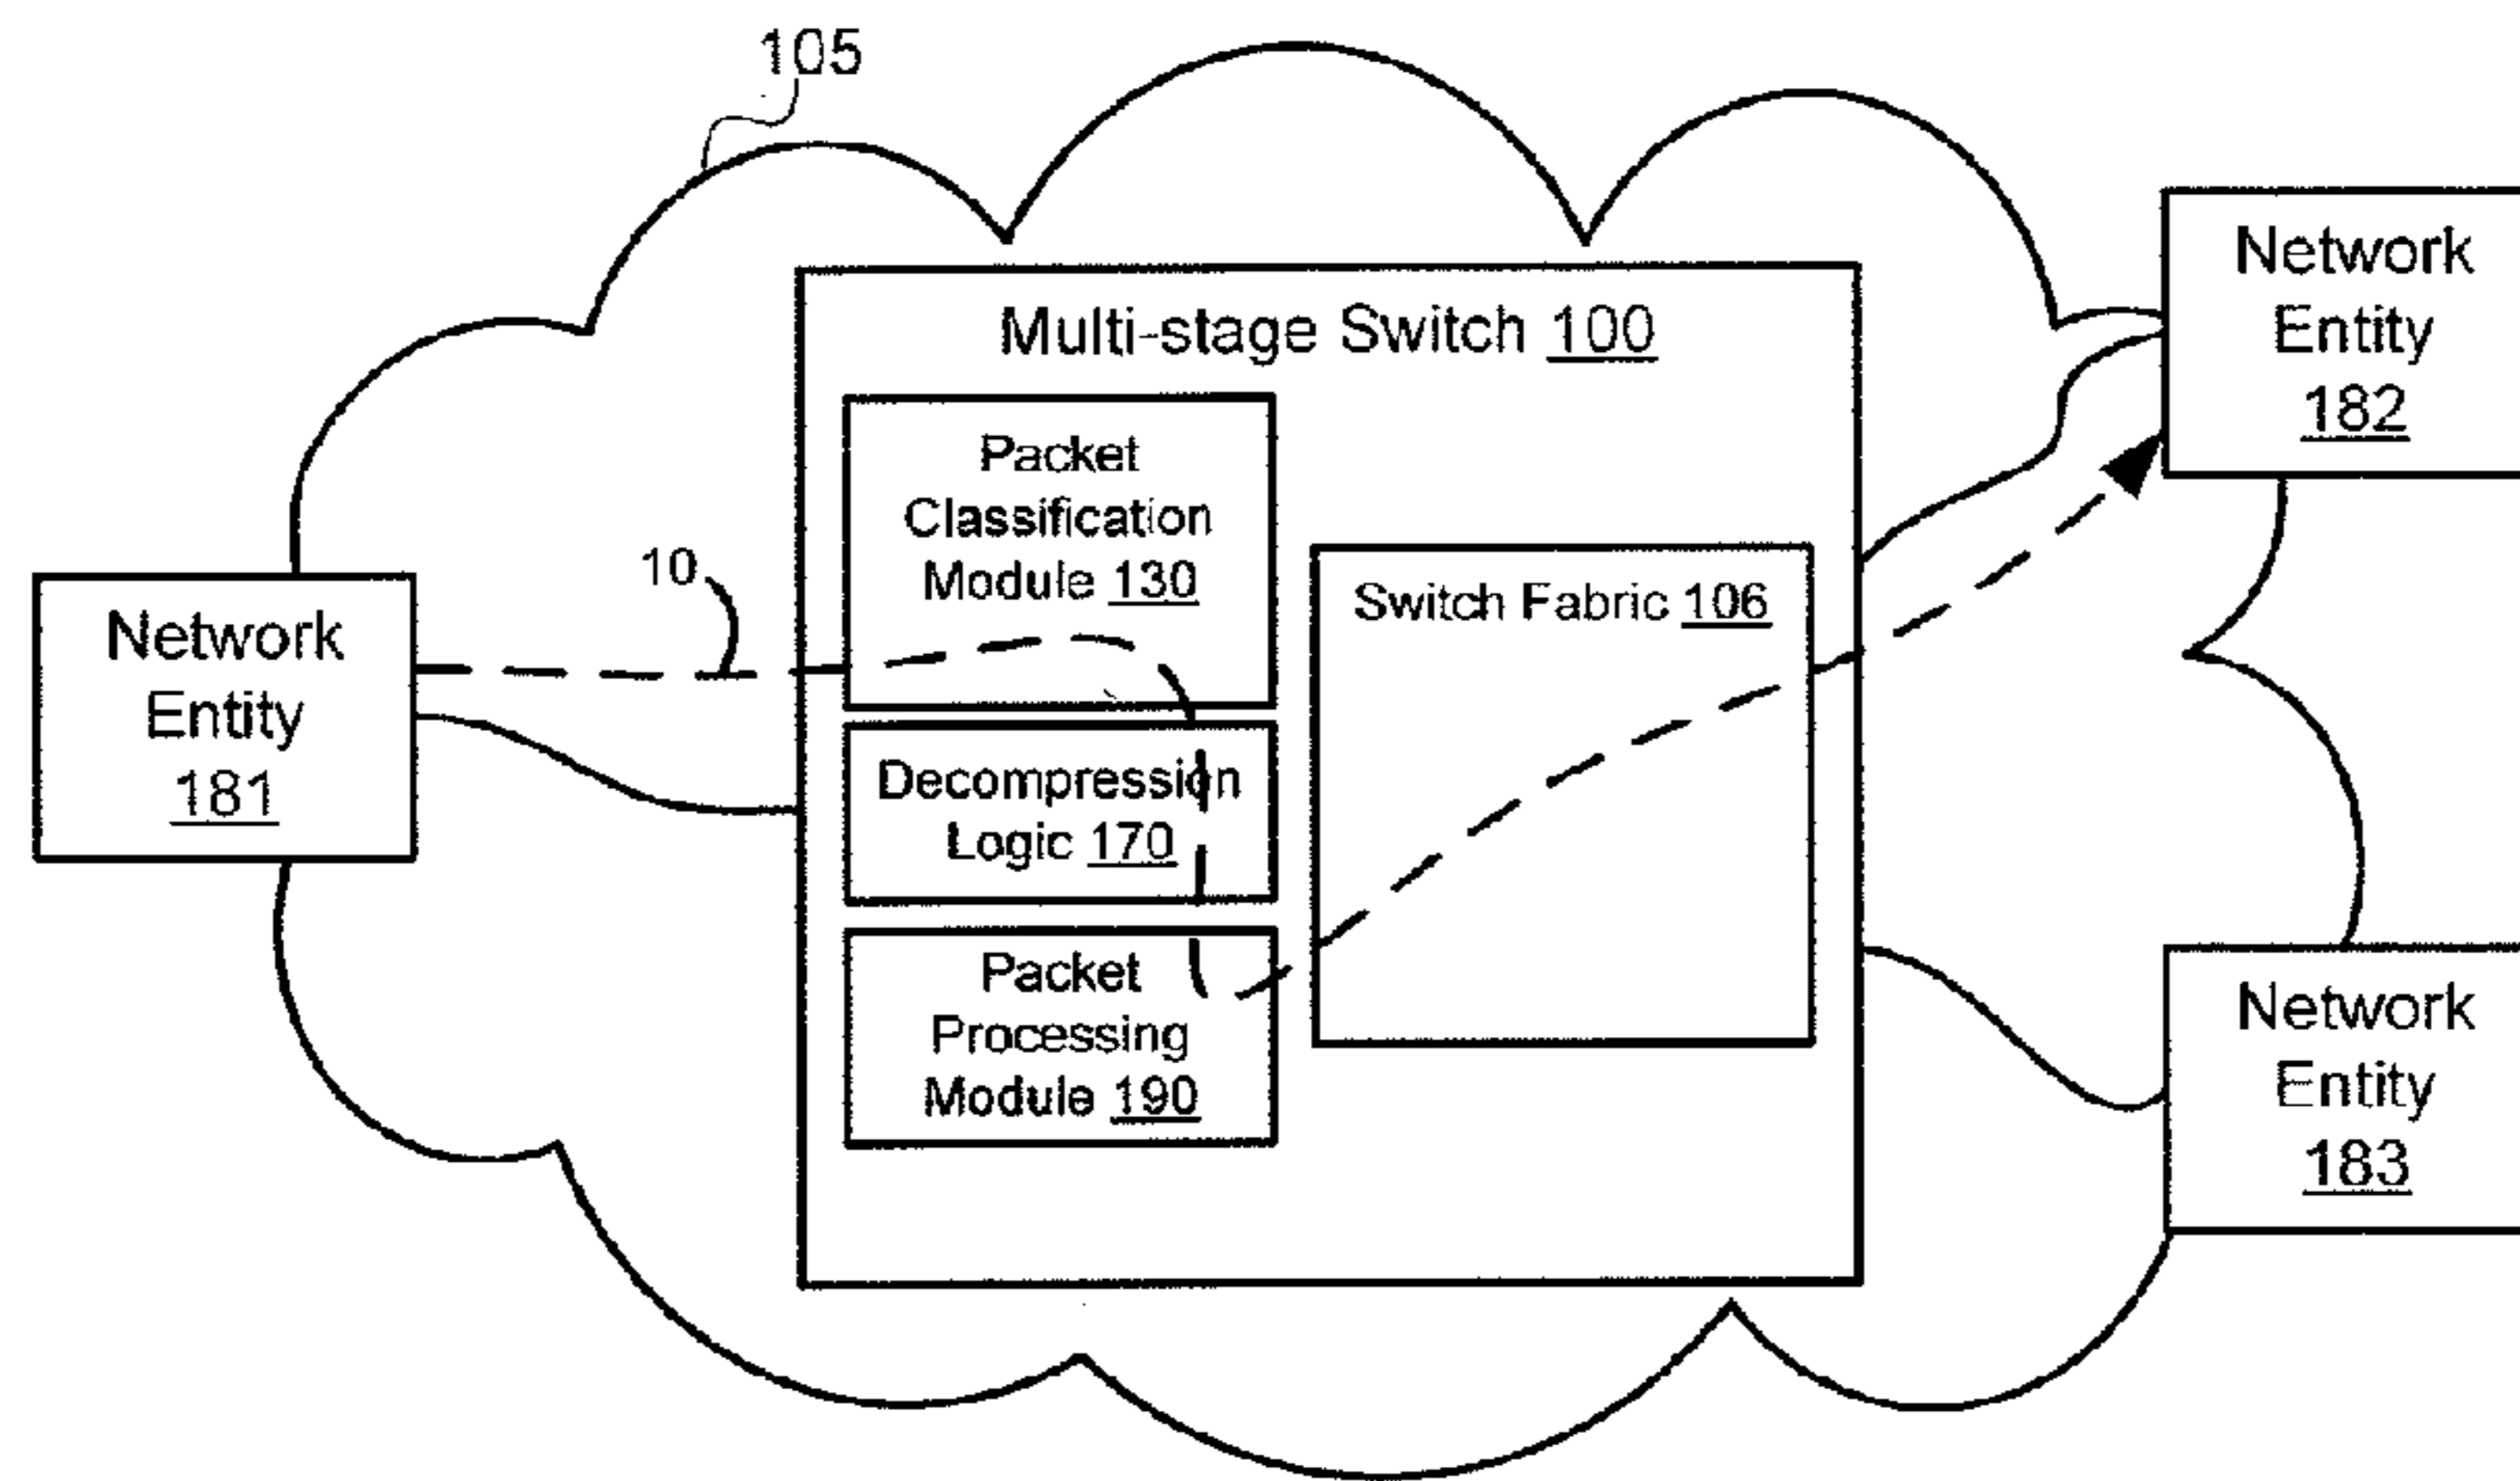 105
Multi-stage Switch 100
Packet
Classification
Module 130
Decompression
Logic 170
Packet
Processing
Module 190
Switch Fabric 106
10
Network
Entity
181
Network
Entity
182
Network
Entity
183